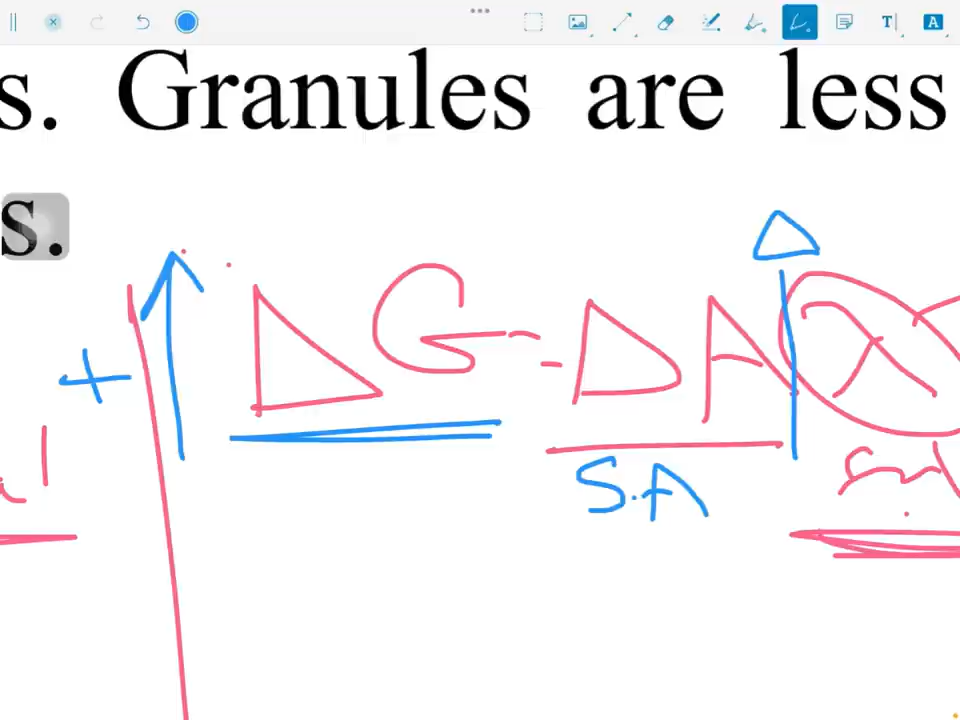 s. Granules are less
s.
+ ΔG = ΔA
S.A